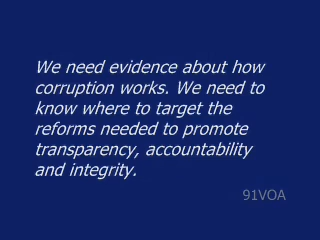 We need evidence about how
corruption works. We need to
know where to target the
reforms needed to promote
transparency, accountability
and integrity.
91VOA